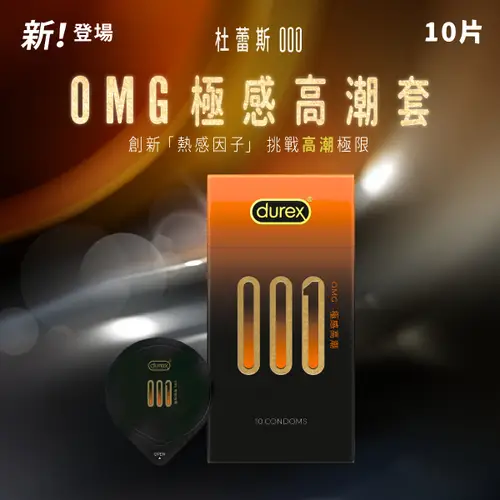 新!登場
杜蕾斯 000
10片
OMG極感高潮套
創新「熱感因子」 挑戰高潮極限
durex
001
OMG 極感高潮
10 CONDOMS
durex
001
OPEN